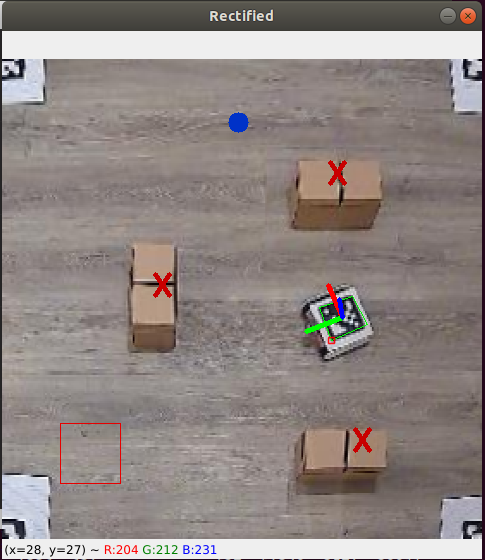 Rectified
X
X
X
(x=28, y=27) ~ R:204 G:212 B:231